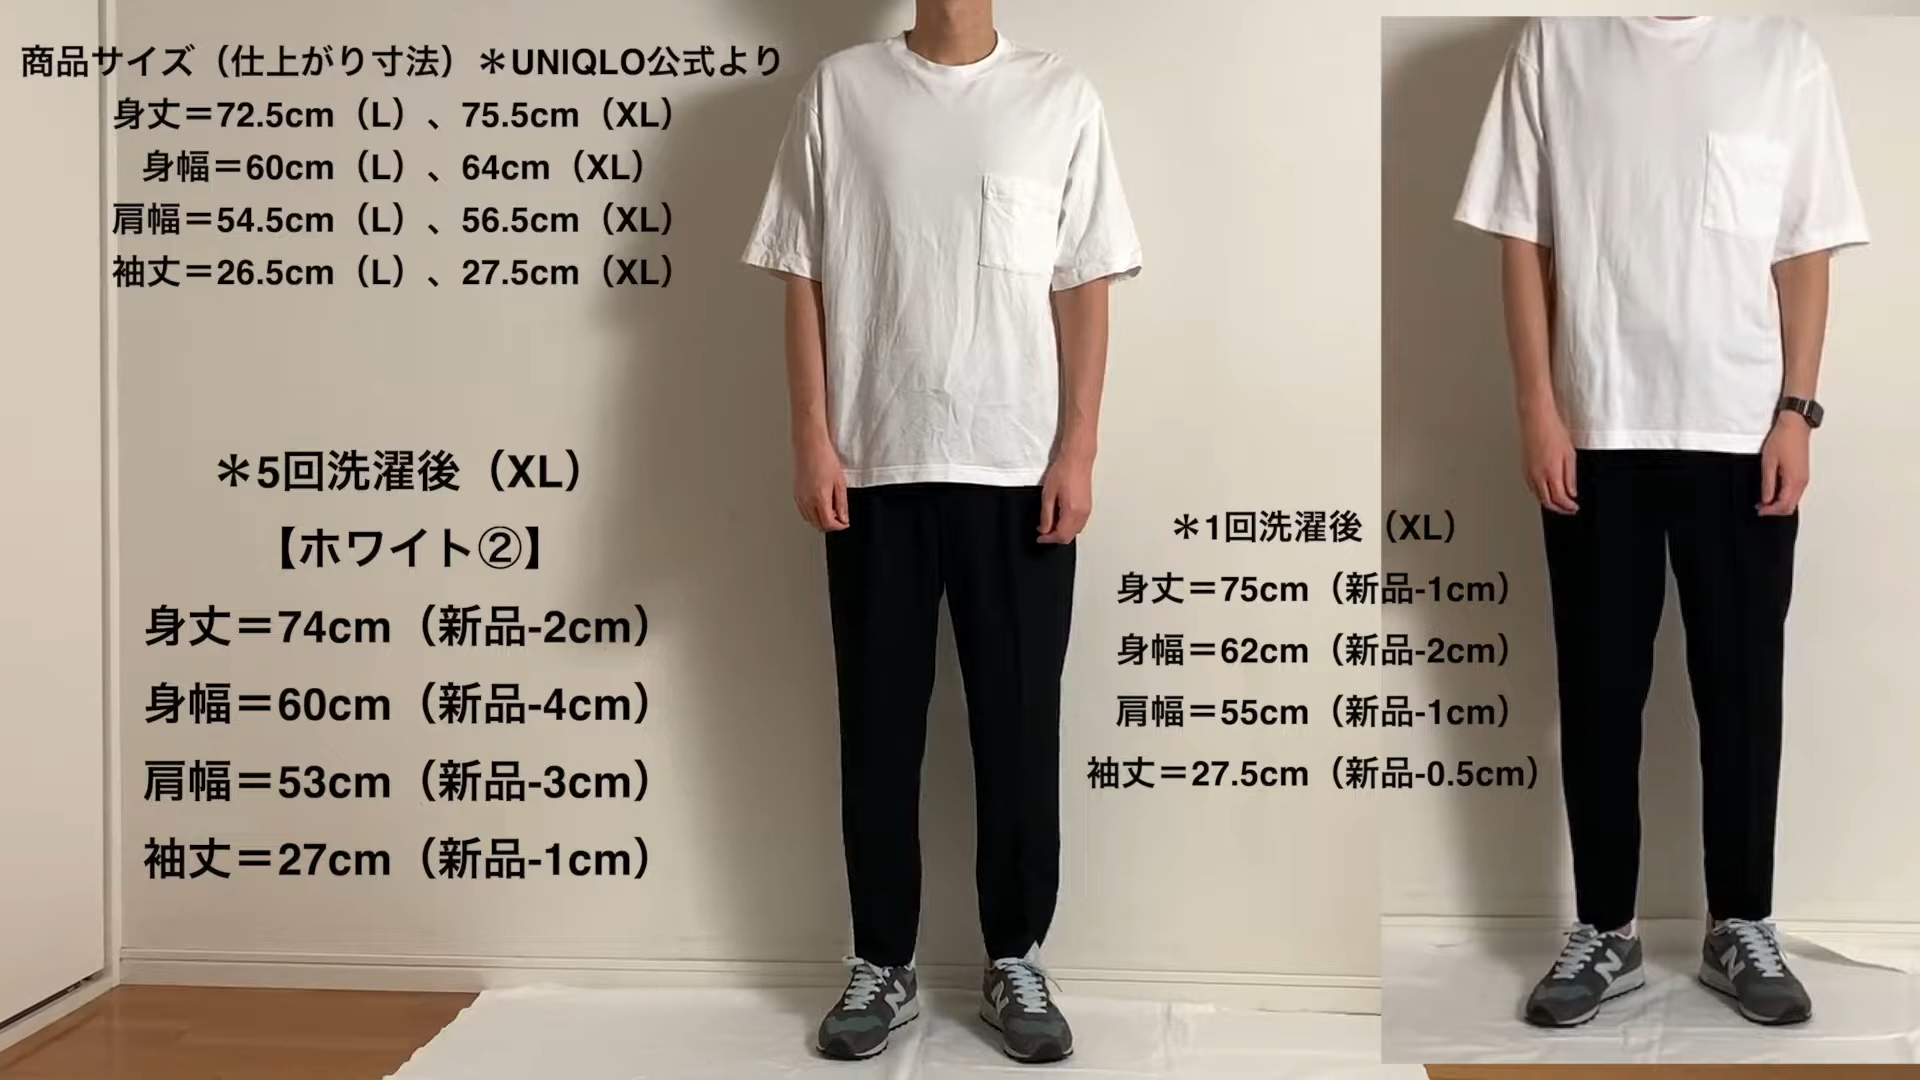 商品サイズ（仕上がり寸法）＊UNIQLO公式より
身丈＝72.5cm（L）、75.5cm（XL）
身幅＝60cm（L）、64cm（XL）
肩幅＝54.5cm（L）、56.5cm（XL）
袖丈＝26.5cm（L）、27.5cm（XL）
＊5回洗濯後（XL）
【ホワイト②】
身丈＝74cm（新品-2cm）
身幅＝60cm（新品-4cm）
肩幅＝53cm（新品-3cm）
袖丈＝27cm（新品-1cm）
＊1回洗濯後（XL）
身丈＝75cm（新品-1cm）
身幅＝62cm（新品-2cm）
肩幅＝55cm（新品-1cm）
袖丈＝27.5cm（新品-0.5cm）
N
N
N
N